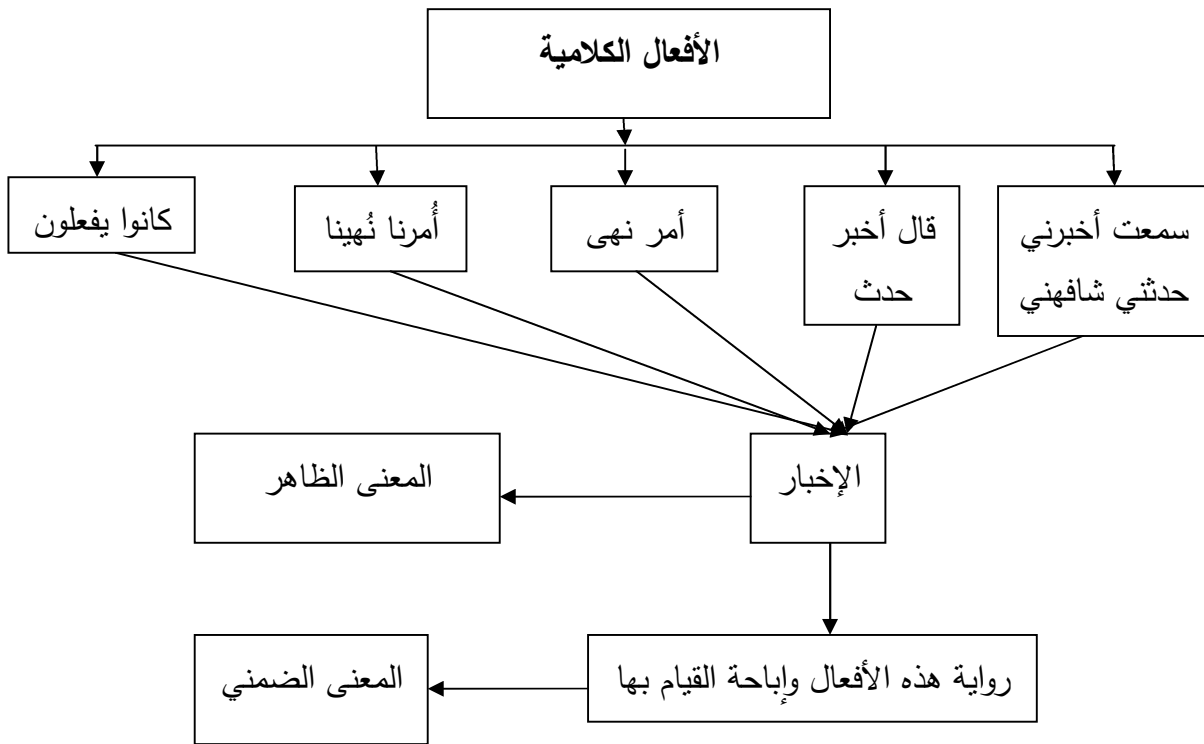 الأفعال الكلامية
سمعت أخبرني
حدثتني شافهني
قال أخبر
حدث
أمر نهى
أُمرنا نُهينا
كانوا يفعلون
الإخبار
المعنى الظاهر
رواية هذه الأفعال وإباحة القيام بها
المعنى الضمني